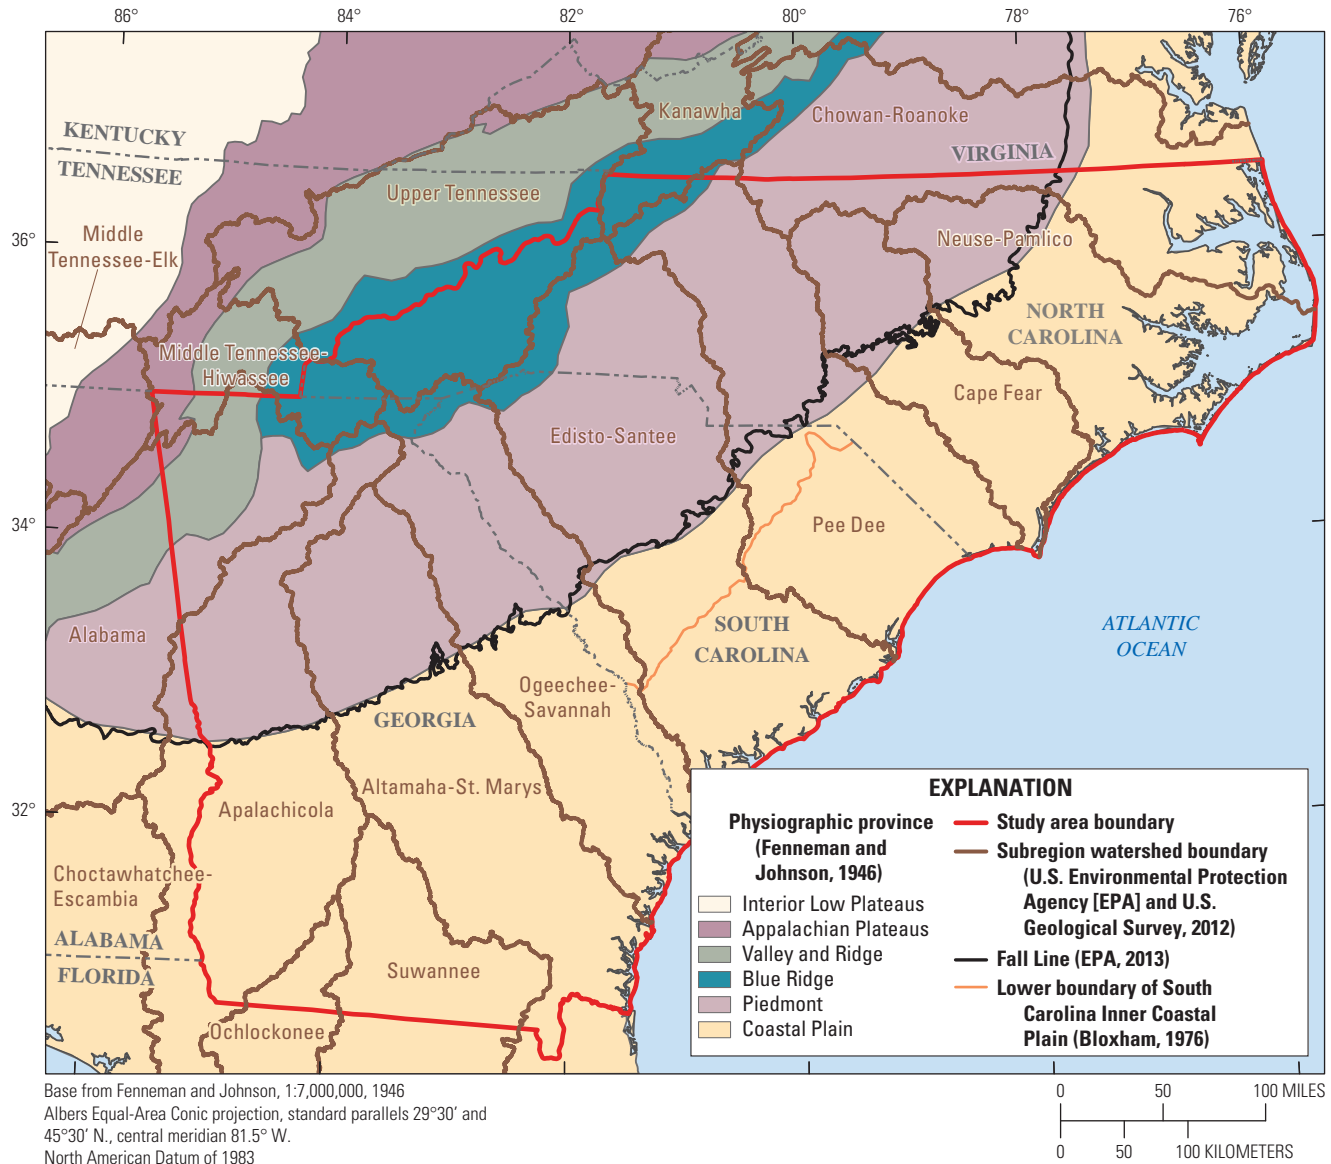 86°
84°
82°
80°
78°
76°
36°
34°
32°
KENTUCKY
TENNESSEE
VIRGINIA
NORTH
CAROLINA
SOUTH
CAROLINA
GEORGIA
ALABAMA
FLORIDA
Kanawha
Chowan-Roanoke
Upper Tennessee
Middle
Tennessee-Elk
Neuse-Pamlico
Middle Tennessee-
Hiwassee
Cape Fear
Edisto-Santee
Pee Dee
Alabama
Ogeechee-
Savannah
Altamaha-St. Marys
Apalachicola
Choctawhatchee-
Escambia
Suwannee
Ochlockonee
ATLANTIC
OCEAN
EXPLANATION
Physiographic province
(Fenneman and
Johnson, 1946)
Interior Low Plateaus
Appalachian Plateaus
Valley and Ridge
Blue Ridge
Piedmont
Coastal Plain
Study area boundary
Subregion watershed boundary
(U.S. Environmental Protection
Agency [EPA] and U.S.
Geological Survey, 2012)
Fall Line (EPA, 2013)
Lower boundary of South
Carolina Inner Coastal
Plain (Bloxham, 1976)
Base from Fenneman and Johnson, 1:7,000,000, 1946
Albers Equal-Area Conic projection, standard parallels 29°30′ and
45°30′ N., central meridian 81.5° W.
North American Datum of 1983
0 50 100 MILES
0 50 100 KILOMETERS